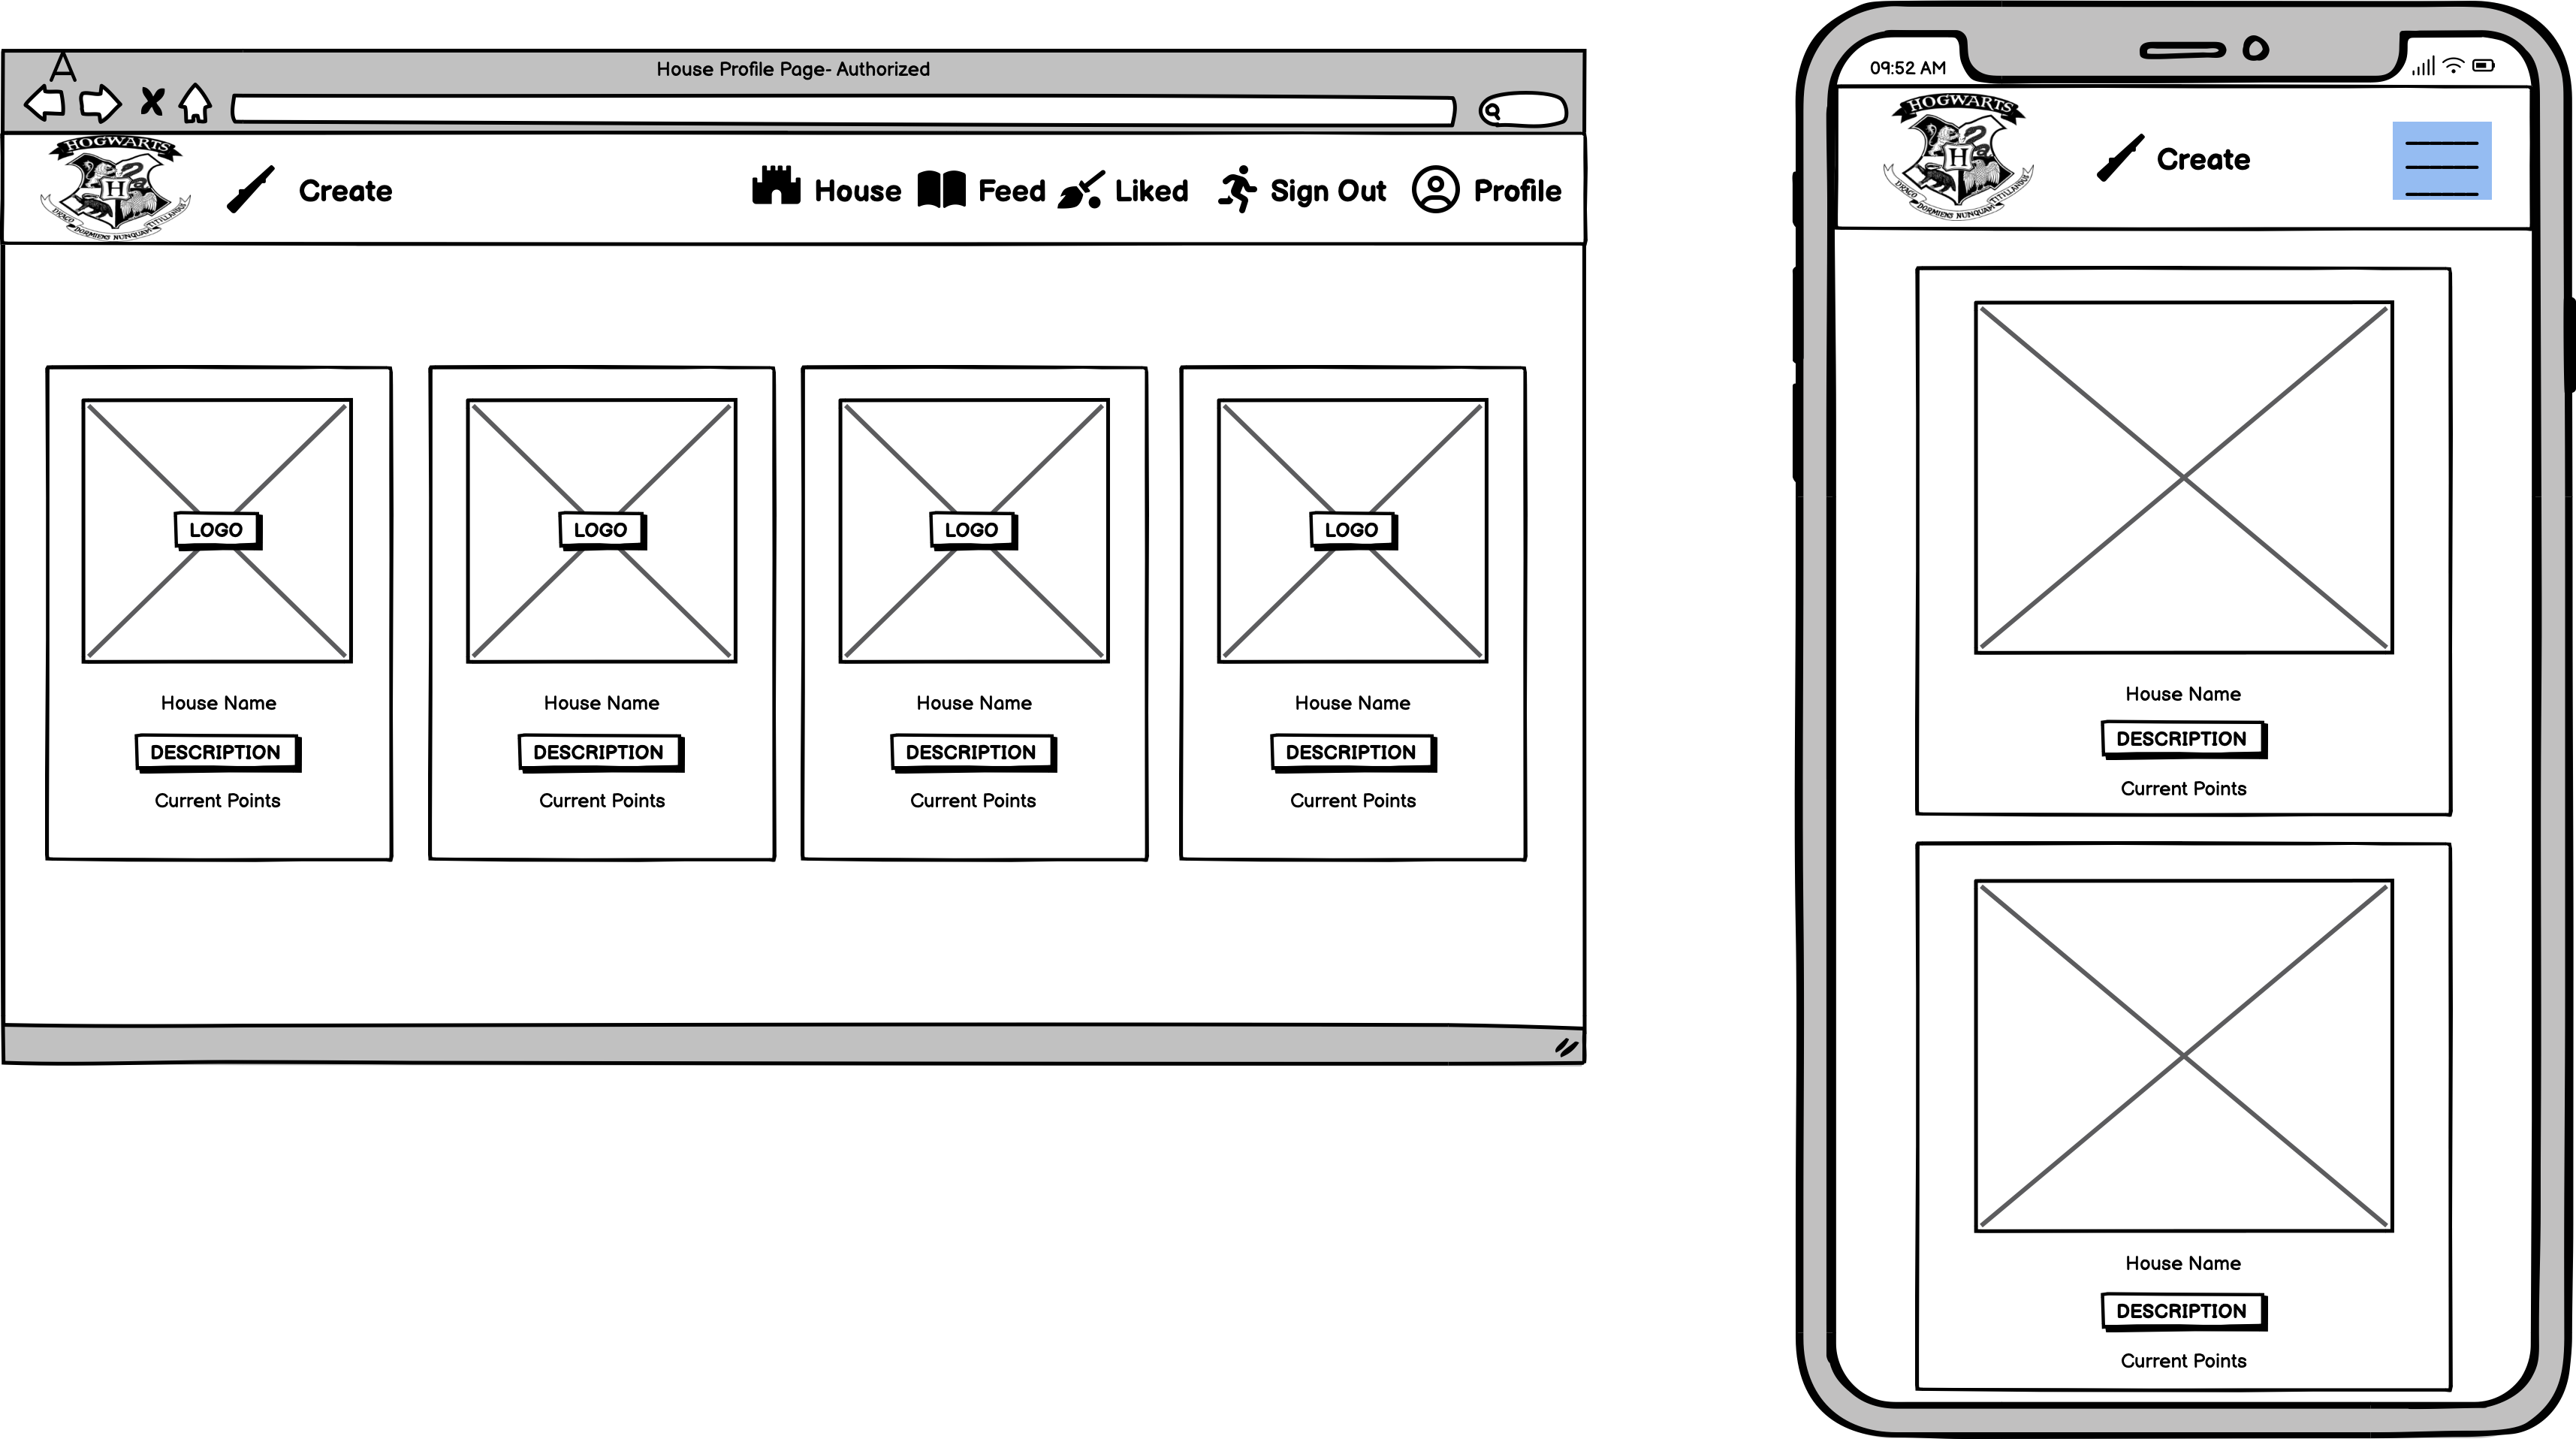 A
House Profile Page- Authorized
HOGWARTS
H
DRACO DORMIENS NUNQUAM TITILLANDUS
Create
House
Feed
Liked
Sign Out
Profile
LOGO
LOGO
LOGO
LOGO
House Name
House Name
House Name
House Name
DESCRIPTION
DESCRIPTION
DESCRIPTION
DESCRIPTION
Current Points
Current Points
Current Points
Current Points
09:52 AM
HOGWARTS
H
DRACO DORMIENS NUNQUAM TITILLANDUS
Create
House Name
DESCRIPTION
Current Points
House Name
DESCRIPTION
Current Points